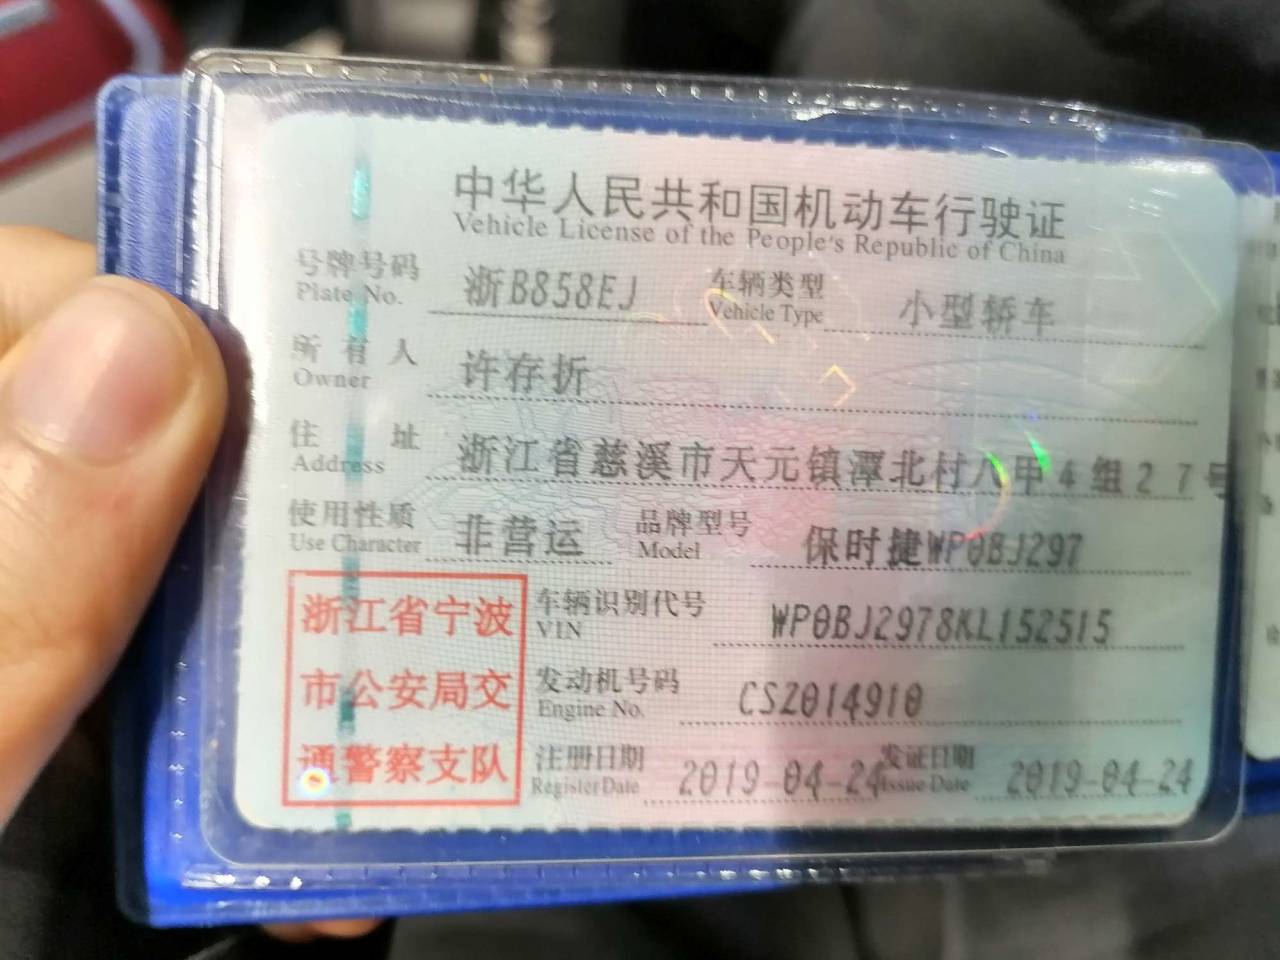 中华人民共和国机动车行驶证
Vehicle License of the People's Republic of China
号牌号码 浙B858EJ 车辆类型 小型轿车
Plate No. Vehicle Type
所有人 许存折
Owner
住址 浙江省慈溪市天元镇潭北村八甲4组27号
Address
使用性质 非营运 品牌型号 保时捷WP0BJ297
Use Character Model
浙江省宁波
市公安局交
通警察支队
车辆识别代号 WP0BJ2978KL152515
VIN
发动机号码 CSZ014910
Engine No.
注册日期 2019-04-24 发证日期 2019-04-24
Register Date Issue Date